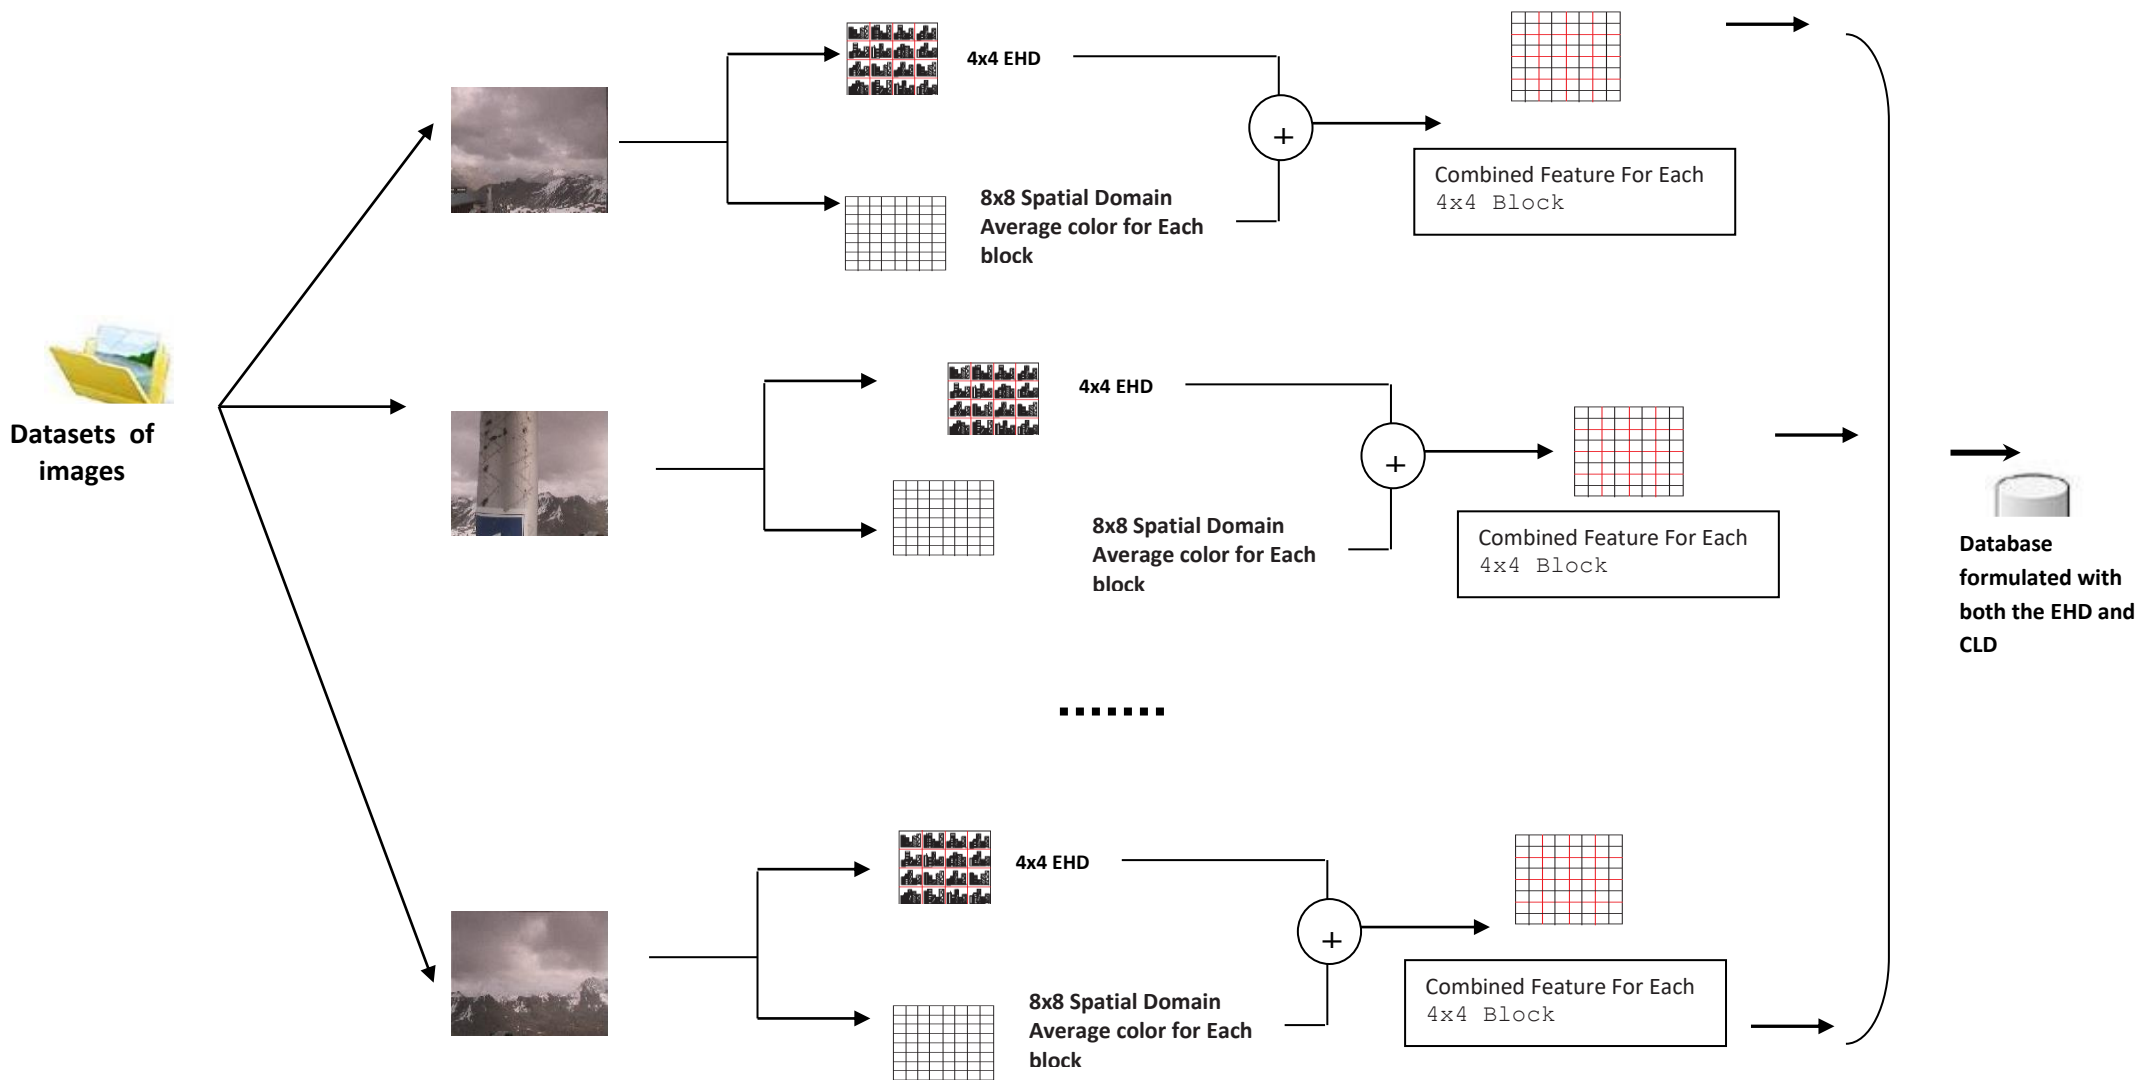 4x4 EHD
8x8 Spatial Domain
Average color for Each
block
+
Combined Feature For Each
4x4 Block
Datasets of
images
4x4 EHD
8x8 Spatial Domain
Average color for Each
block
+
Combined Feature For Each
4x4 Block
Database
formulated with
both the EHD and
CLD
.......
4x4 EHD
8x8 Spatial Domain
Average color for Each
block
+
Combined Feature For Each
4x4 Block